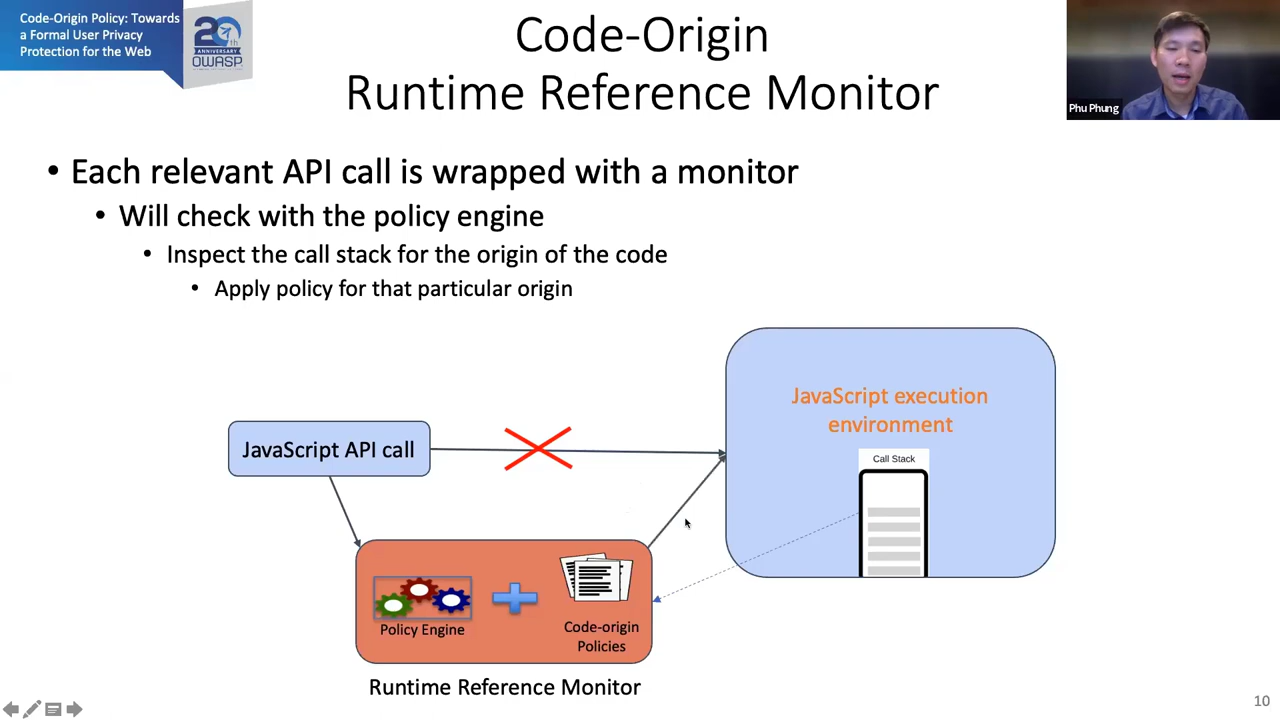 Code-Origin Policy: Towards
a Formal User Privacy
Protection for the Web
20th
ANNIVERSARY
OWASP
Code-Origin
Runtime Reference Monitor
Phu Phung
• Each relevant API call is wrapped with a monitor
• Will check with the policy engine
• Inspect the call stack for the origin of the code
• Apply policy for that particular origin
JavaScript execution
environment
Call Stack
JavaScript API call
Policy Engine
Code-origin
Policies
Runtime Reference Monitor
10